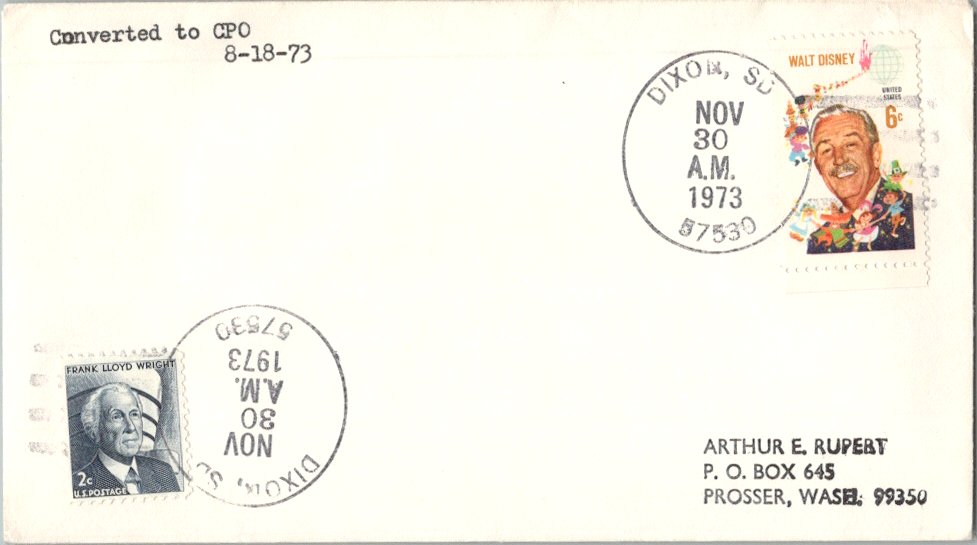 Converted to CPO
8-18-73
DIXON, SD
NOV
30
A.M.
1973
57530
WALT DISNEY
UNITED
STATES
6c
FRANK LLOYD WRIGHT
2c
U.S. POSTAGE
DIXON, SD
NOV
30
A.M.
1973
57530
ARTHUR E. RUPERT
P. O. BOX 645
PROSSER, WASH. 99350